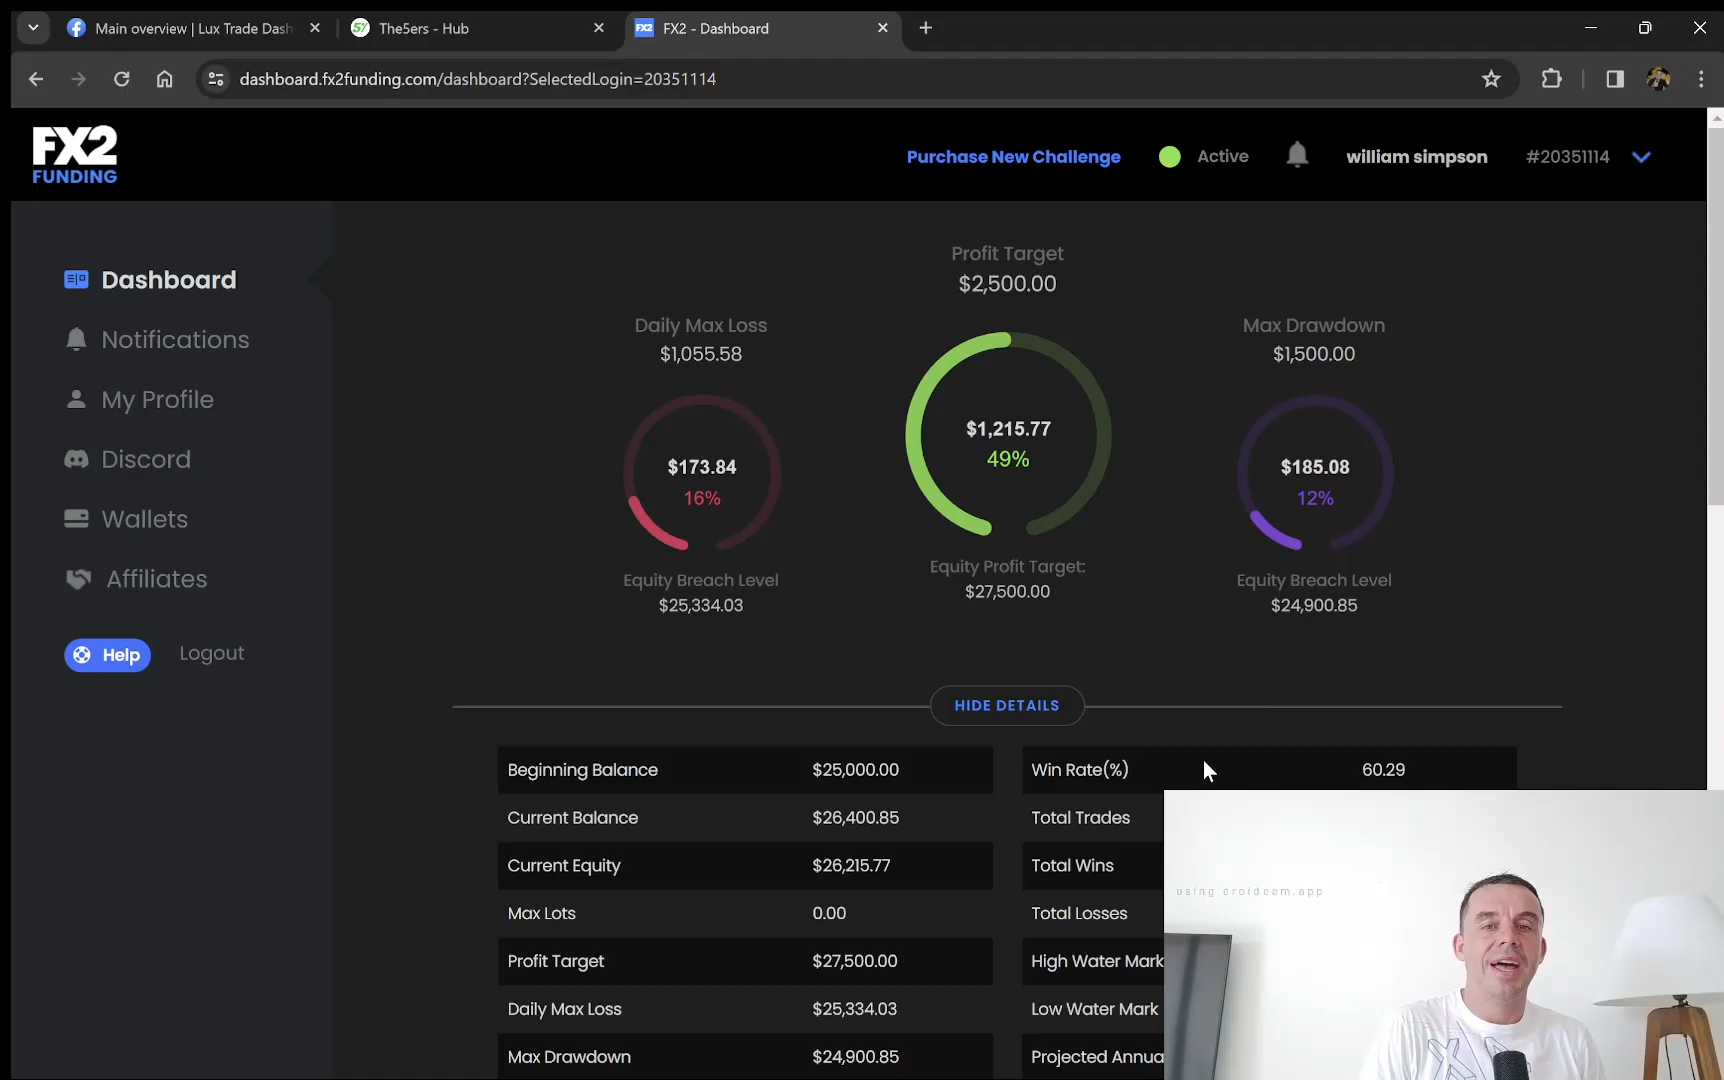 Main overview | Lux Trade Dash
The5ers - Hub
FX2 - Dashboard
dashboard.fx2funding.com/dashboard?SelectedLogin=20351114
FX2
FUNDING
Purchase New Challenge
Active
william simpson
#20351114
Dashboard
Notifications
My Profile
Discord
Wallets
Affiliates
Help
Logout
Profit Target
$2,500.00
Daily Max Loss
$1,055.58
Max Drawdown
$1,500.00
$173.84
16%
$1,215.77
49%
$185.08
12%
Equity Breach Level
$25,334.03
Equity Profit Target:
$27,500.00
Equity Breach Level
$24,900.85
HIDE DETAILS
Beginning Balance $25,000.00
Current Balance $26,400.85
Current Equity $26,215.77
Max Lots 0.00
Profit Target $27,500.00
Daily Max Loss $25,334.03
Max Drawdown $24,900.85
Win Rate(%) 60.29
Total Trades
Total Wins
Total Losses
High Water Mark
Low Water Mark
Projected Annua
using droidcam.app